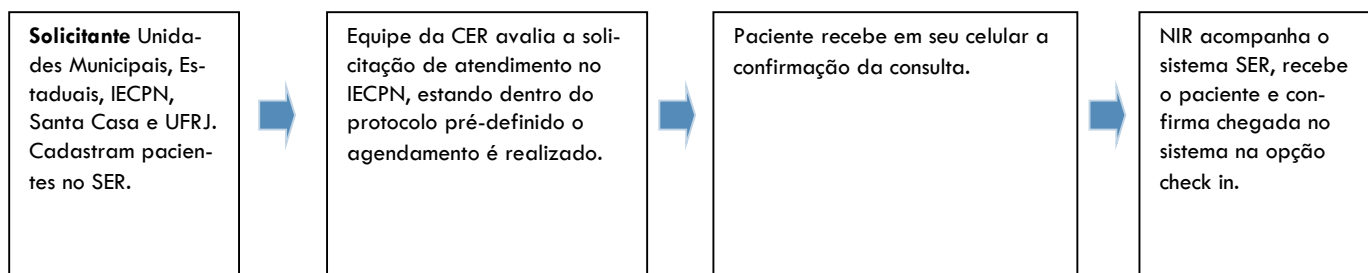 Solicitante Unida-
des Municipais, Es-
taduais, IECPN,
Santa Casa e UFRJ.
Cadastram pacien-
tes no SER.
Equipe da CER avalia a soli-
citação de atendimento no
IECPN, estando dentro do
protocolo pré-definido o
agendamento é realizado.
Paciente recebe em seu celular a
confirmação da consulta.
NIR acompanha o
sistema SER, recebe
o paciente e con-
firma chegada no
sistema na opção
check in.